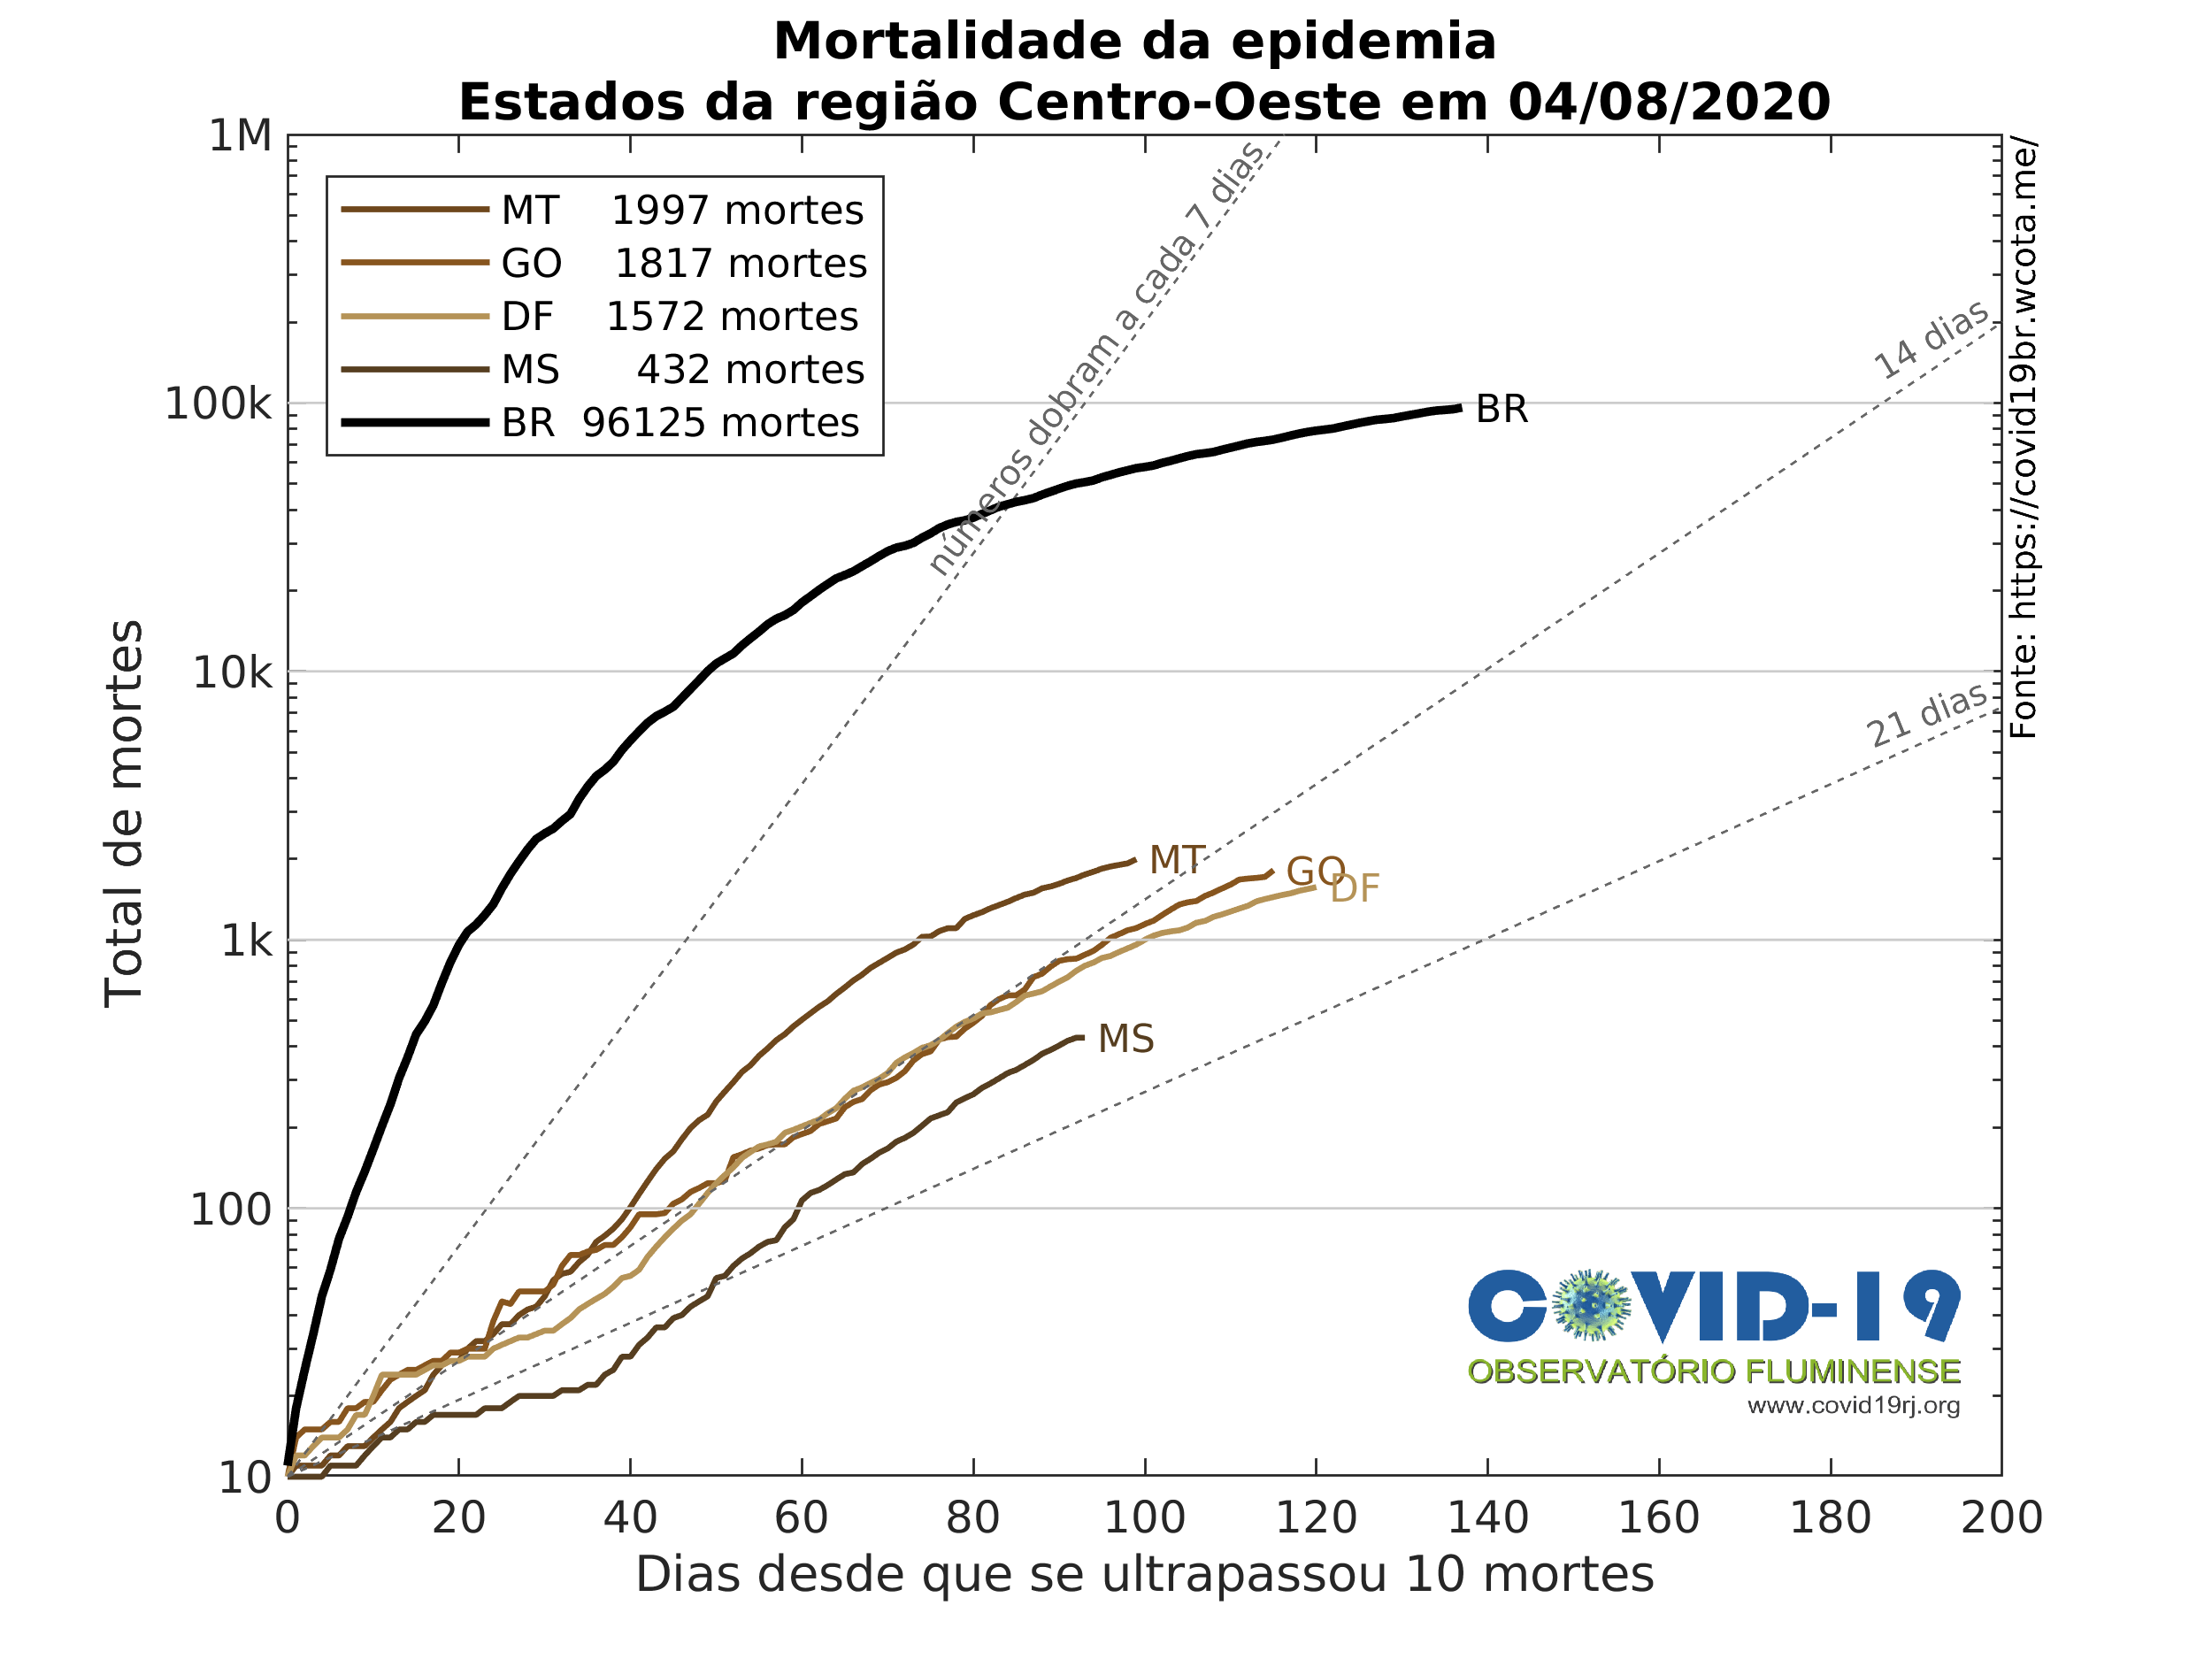 Mortalidade da epidemia
Estados da região Centro-Oeste em 04/08/2020
1M
100k
10k
1k
100
10
Total de mortes
MT 1997 mortes
GO 1817 mortes
DF 1572 mortes
MS 432 mortes
BR 96125 mortes
números dobram a cada 7 dias
14 dias
21 dias
BR
MT
GO
DF
MS
Fonte: https://covid19br.wcota.me/
COVID-19
OBSERVATÓRIO FLUMINENSE
www.covid19rj.org
0 20 40 60 80 100 120 140 160 180 200
Dias desde que se ultrapassou 10 mortes